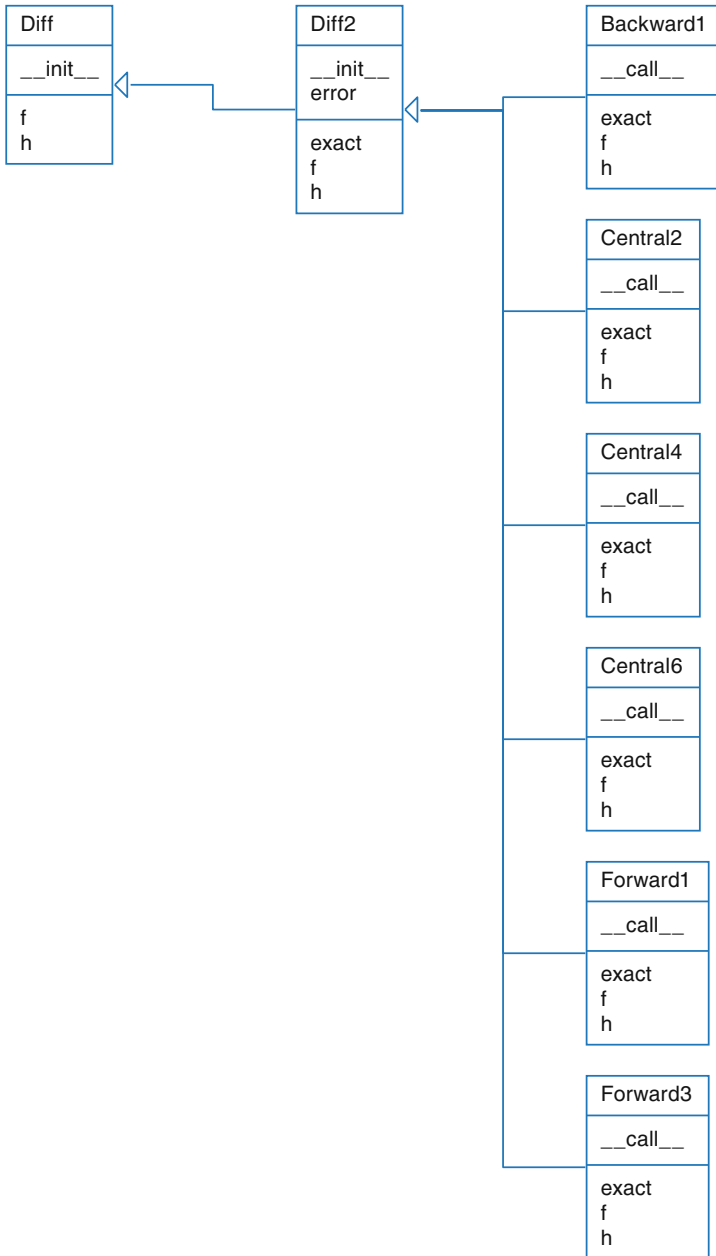 Diff
__init__
f
h
Diff2
__init__
error
exact
f
h
Backward1
__call__
exact
f
h
Central2
__call__
exact
f
h
Central4
__call__
exact
f
h
Central6
__call__
exact
f
h
Forward1
__call__
exact
f
h
Forward3
__call__
exact
f
h